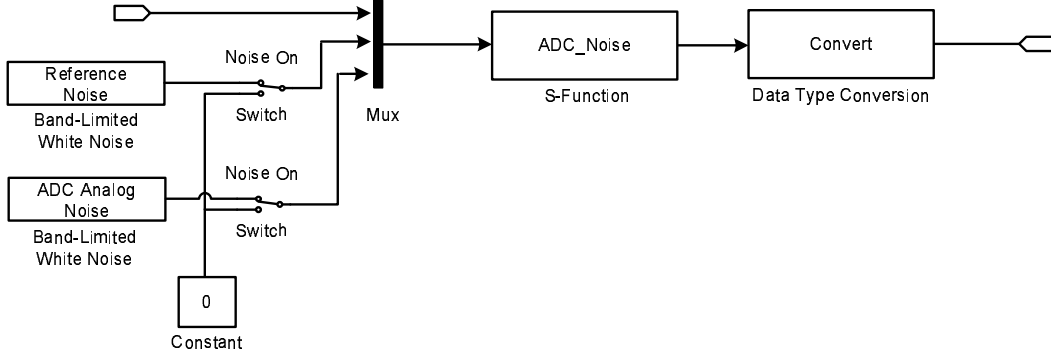 Noise On
Reference
Noise
Band-Limited
White Noise
Switch
Mux
ADC_Noise
S-Function
Convert
Data Type Conversion
Noise On
ADC Analog
Noise
Band-Limited
White Noise
Switch
0
Constant